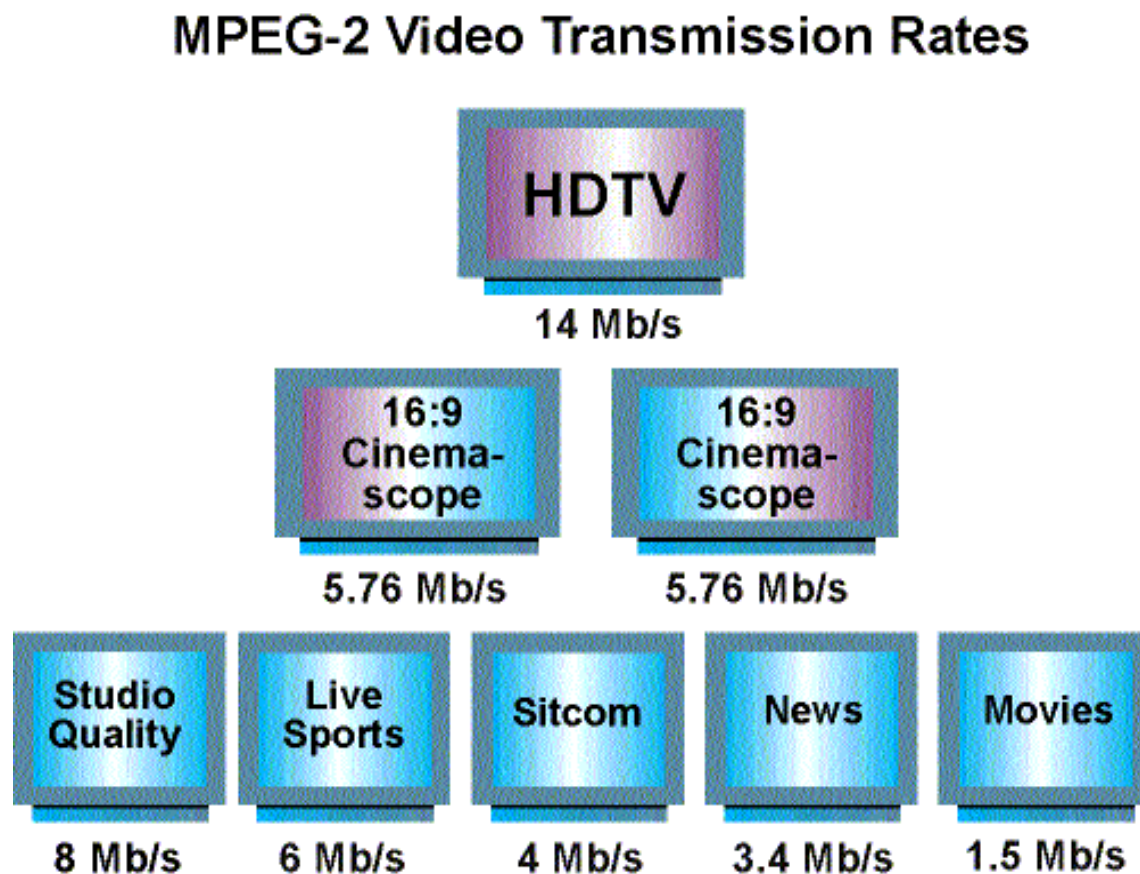 MPEG-2 Video Transmission Rates
HDTV
14 Mb/s
16:9
Cinema-
scope
5.76 Mb/s
16:9
Cinema-
scope
5.76 Mb/s
Studio
Quality
8 Mb/s
Live
Sports
6 Mb/s
Sitcom
4 Mb/s
News
3.4 Mb/s
Movies
1.5 Mb/s